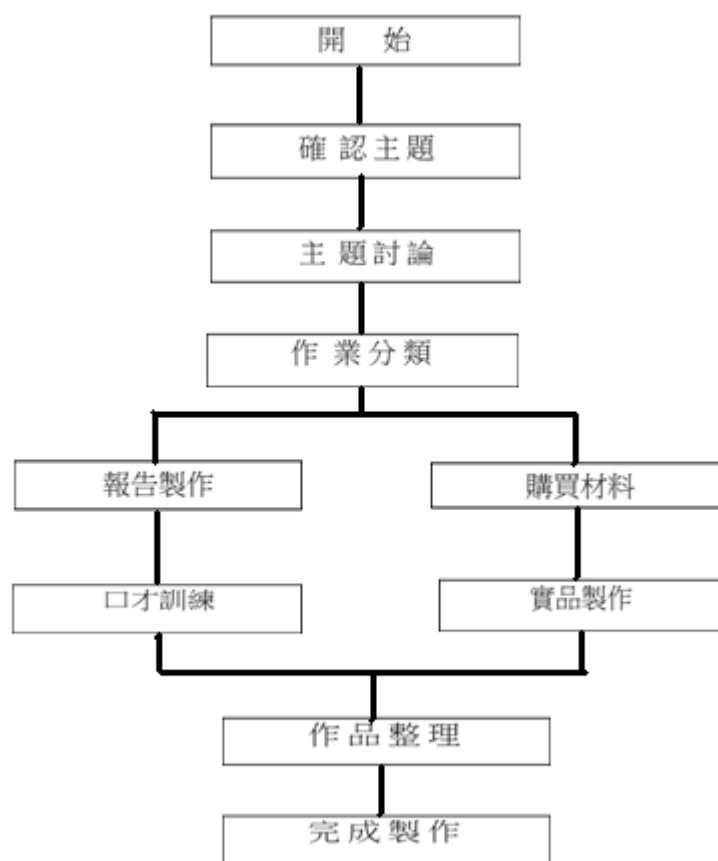 開 始
確認主題
主題討論
作業分類
報告製作
購買材料
口才訓練
實品製作
作品整理
完成製作